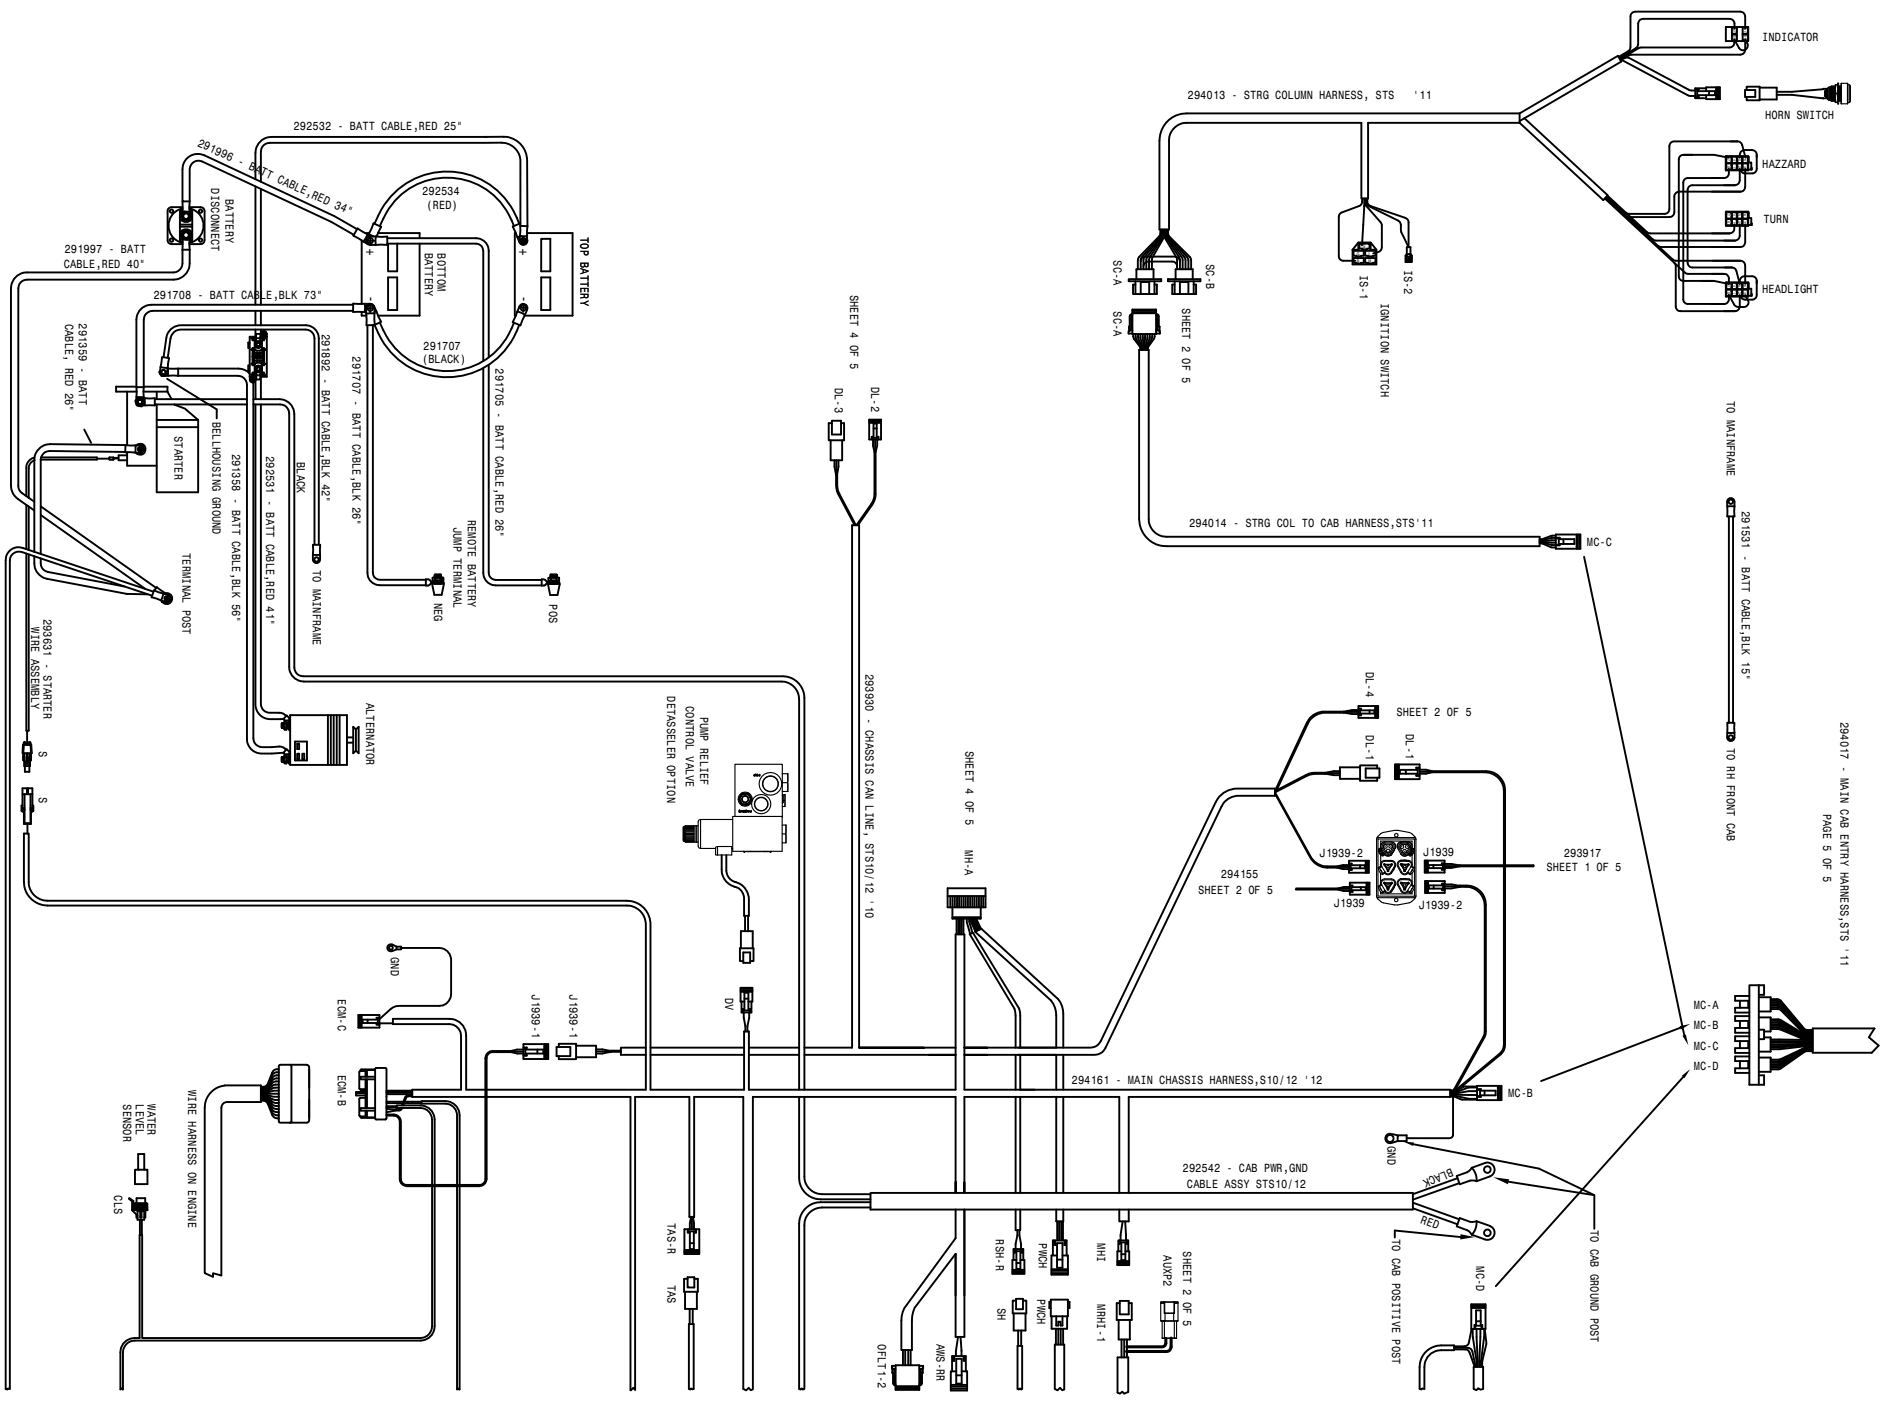 INDICATOR
HORN SWITCH
HAZZARD
TURN
HEADLIGHT
294013 - STRG COLUMN HARNESS, STS '11
SC-A
SC-B
IS-1
IS-2
IGNITION SWITCH
SC-A
SHEET 2 OF 5
294014 - STRG COL TO CAB HARNESS,STS'11
MC-C
TO MAINFRAME
291531 - BATT CABLE,BLK 15"
TO RH FRONT CAB
294017 - MAIN CAB ENTRY HARNESS,STS '11
PAGE 5 OF 5
MC-A
MC-B
MC-C
MC-D
292532 - BATT CABLE,RED 25"
291996 - BATT CABLE,RED 34"
292534
(RED)
BATTERY
DISCONNECT
291997 - BATT
CABLE,RED 40"
+
-
BOTTOM
BATTERY
+
-
TOP BATTERY
291708 - BATT CABLE,BLK 73"
291707
(BLACK)
291359 - BATT
CABLE, RED 26"
291892 - BATT CABLE,BLK 42"
291707 - BATT CABLE,BLK 26"
291705 - BATT CABLE,RED 26"
STARTER
BELLHOUSING GROUND
291358 - BATT CABLE,BLK 56"
292531 - BATT CABLE,RED 41"
BLACK
TO MAINFRAME
REMOTE BATTERY
JUMP TERMINAL
NEG
POS
TERMINAL POST
293631 - STARTER
WIRE ASSEMBLY
S
S
ALTERNATOR
SHEET 4 OF 5
DL-3
DL-2
293930 - CHASSIS CAN LINE, STS10/12 '10
PUMP RELIEF
CONTROL VALVE
DETASSELER OPTION
DV
SHEET 4 OF 5
MH-A
DL-4
SHEET 2 OF 5
DL-1
DL-1
J1939-2
J1939
293917
SHEET 1 OF 5
294155
SHEET 2 OF 5
J1939
J1939-2
GND
ECM-C
J1939-1
J1939-1
ECM-B
WIRE HARNESS ON ENGINE
WATER
LEVEL
SENSOR
CLS
294161 - MAIN CHASSIS HARNESS,S10/12 '12
MC-B
GND
292542 - CAB PWR,GND
CABLE ASSY STS10/12
BLACK
RED
TO CAB GROUND POST
TO CAB POSITIVE POST
MC-D
TAS-R
TAS
RSH-R
PWCH
MHI
SH
PWCH
MRHI-1
AUXP2
SHEET 2 OF 5
OFLT1-2
AWS-RR